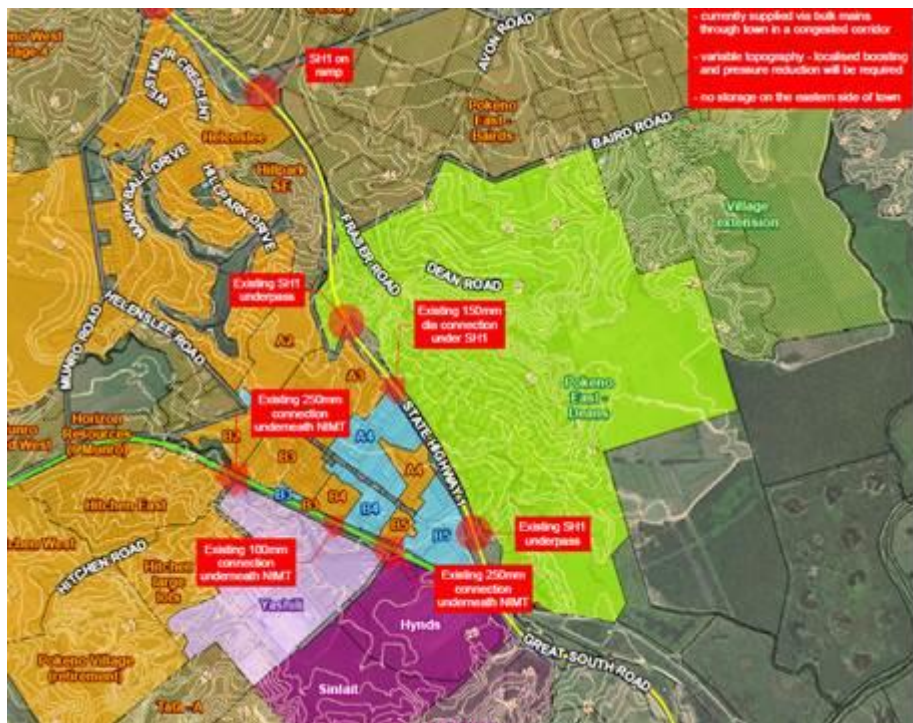 - currently supplied via bulk mains
through town in a congested corridor
- variable topography - localised boosting
and pressure reduction will be required
- no storage on the eastern side of town
AVON ROAD
SH1 on
ramp
CRESCENT
Helenslee
Pokeno
East -
Bairds
BAIRD ROAD
Hillpark
SE
MARK BALL DRIVE
HILLPARK DRIVE
Village
extension
FRASER ROAD
DEAN ROAD
Existing SH1
underpass
Existing 150mm
dia connection
under SH1
HELENSLEE ROAD
MUNRO ROAD
A2
A3
Existing 250mm
connection
underneath NIMT
Pokeno
East -
Deans
STATE HIGHWAY 1
Horizon
Resources
B2
A4
B3
A4
B3
B3
B4
B4
B5
B5
Hitchen East
HITCHEN ROAD
Existing SH1
underpass
Existing 100mm
connection
underneath NIMT
Hitchen
large
lots
Yashili
Existing 250mm
connection
underneath NIMT
Hynds
GREAT SOUTH ROAD
Pokeno Village
(retirement)
Sinlait
TaTa - A